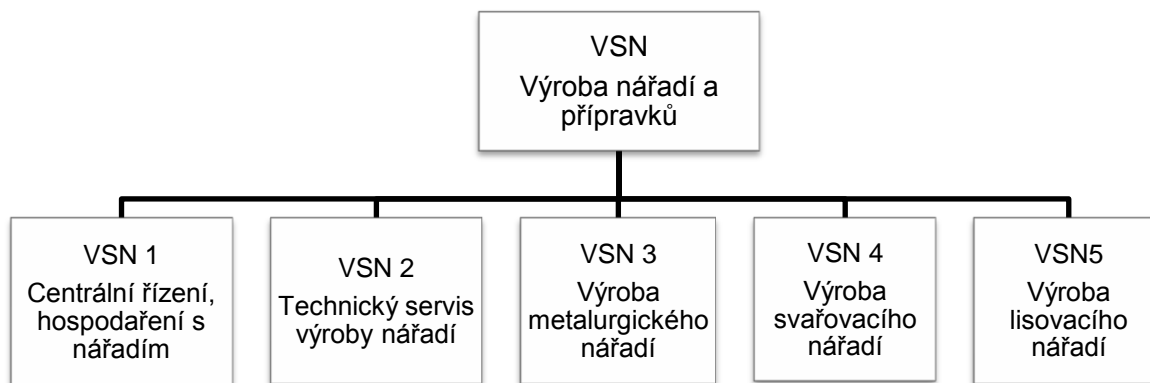 VSN
Výroba nářadí a
přípravků
VSN 1
Centrální řízení,
hospodaření s
nářadím
VSN 2
Technický servis
výroby nářadí
VSN 3
Výroba
metalurgického
nářadí
VSN 4
Výroba
svařovacího
nářadí
VSN5
Výroba
lisovacího
nářadí